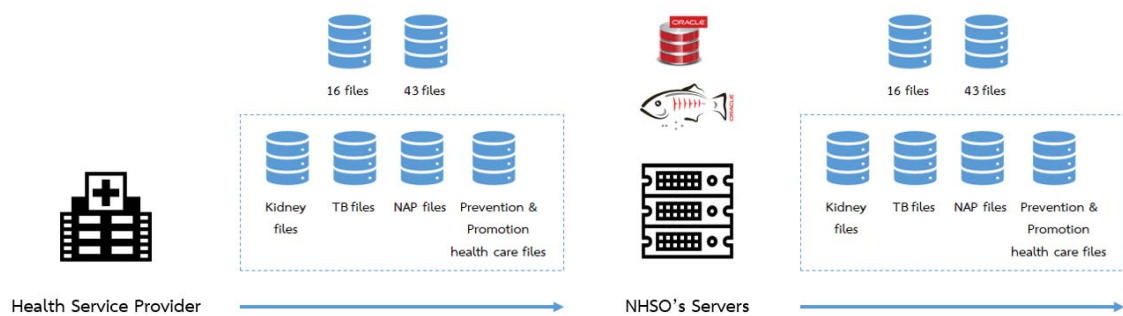 ORACLE
16 files
43 files
16 files
43 files
ORACLE
Kidney
files
TB files
NAP files
Prevention &
Promotion
health care files
Kidney
files
TB files
NAP files
Prevention &
Promotion
health care files
Health Service Provider
NHSO's Servers